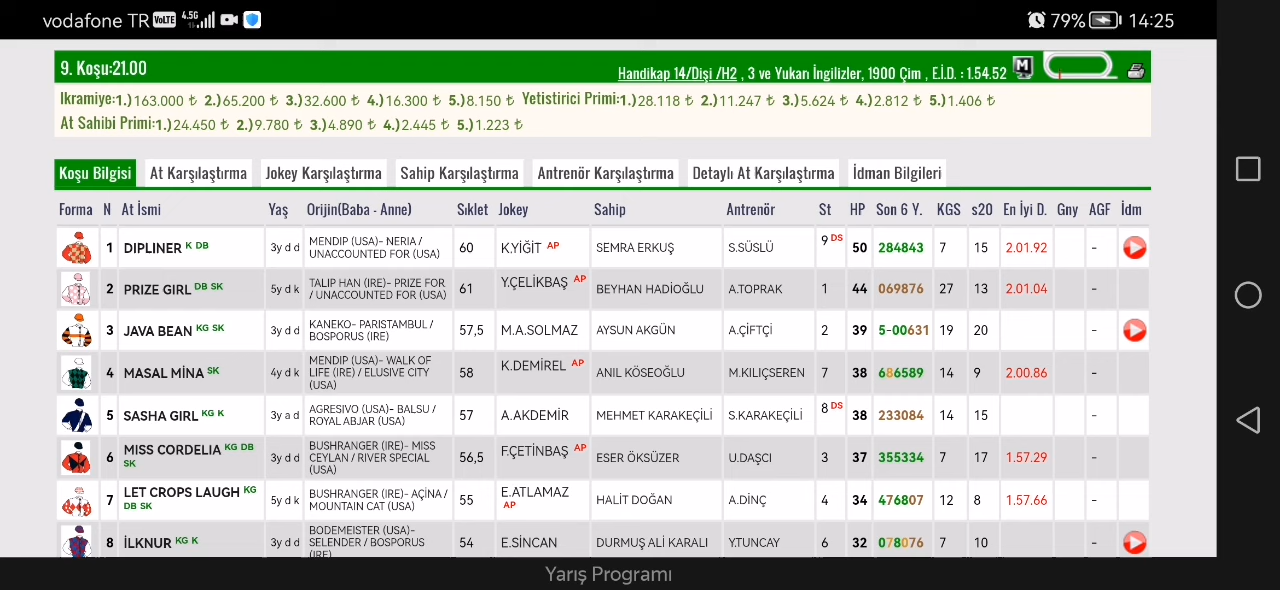 vodafone TR VoLTE 4.5G 1k 79% 14:25
9. Koşu:21.00
Handikap 14/Dişi /H2 , 3 ve Yukarı İngilizler, 1900 Çim , E.İ.D. : 1.54.52 M
Ikramiye:1.)163.000 ₺ 2.)65.200 ₺ 3.)32.600 ₺ 4.)16.300 ₺ 5.)8.150 ₺ Yetistirici Primi:1.)28.118 ₺ 2.)11.247 ₺ 3.)5.624 ₺ 4.)2.812 ₺ 5.)1.406 ₺
At Sahibi Primi:1.)24.450 ₺ 2.)9.780 ₺ 3.)4.890 ₺ 4.)2.445 ₺ 5.)1.223 ₺
Koşu Bilgisi At Karşılaştırma Jokey Karşılaştırma Sahip Karşılaştırma Antrenör Karşılaştırma Detaylı At Karşılaştırma İdman Bilgileri
Forma N At İsmi Yaş Orijin(Baba - Anne) Sıklet Jokey Sahip Antrenör St HP Son 6 Y. KGS s20 En İyi D. Gny AGF İdm
1 DIPLINER K DB 3y d d MENDIP (USA)- NERIA / UNACCOUNTED FOR (USA) 60 K.YİĞİT AP SEMRA ERKUŞ S.SÜSLÜ 9 DS 50 284843 7 15 2.01.92 -
2 PRIZE GIRL DB SK 5y d k TALIP HAN (IRE)- PRIZE FOR / UNACCOUNTED FOR (USA) 61 Y.ÇELİKBAŞ AP BEYHAN HADİOĞLU A.TOPRAK 1 44 069876 27 13 2.01.04 -
3 JAVA BEAN KG SK 3y d d KANEKO- PARISTAMBUL / BOSPORUS (IRE) 57,5 M.A.SOLMAZ AYSUN AKGÜN A.ÇİFTÇİ 2 39 5-00631 19 20 -
4 MASAL MİNA SK 4y d k MENDIP (USA)- WALK OF LIFE (IRE) / ELUSIVE CITY (USA) 58 K.DEMİREL AP ANIL KÖSEOĞLU M.KILIÇSEREN 7 38 686589 14 9 2.00.86 -
5 SASHA GIRL KG K 3y a d AGRESIVO (USA)- BALSU / ROYAL ABJAR (USA) 57 A.AKDEMİR MEHMET KARAKEÇİLİ S.KARAKEÇİLİ 8 DS 38 233084 14 15 -
6 MISS CORDELIA KG DB SK 3y d d BUSHRANGER (IRE)- MISS CEYLAN / RIVER SPECIAL (USA) 56,5 F.ÇETİNBAŞ AP ESER ÖKSÜZER U.DAŞCI 3 37 355334 7 17 1.57.29 -
7 LET CROPS LAUGH KG DB SK 5y d k BUSHRANGER (IRE)- AÇİNA / MOUNTAIN CAT (USA) 55 E.ATLAMAZ AP HALİT DOĞAN A.DİNÇ 4 34 476807 12 8 1.57.66 -
8 İLKNUR KG K 3y d d BODEMEISTER (USA)- SELENDER / BOSPORUS (IRE) 54 E.SİNCAN DURMUŞ ALİ KARALI Y.TUNCAY 6 32 078076 7 10 -
Yarış Programı